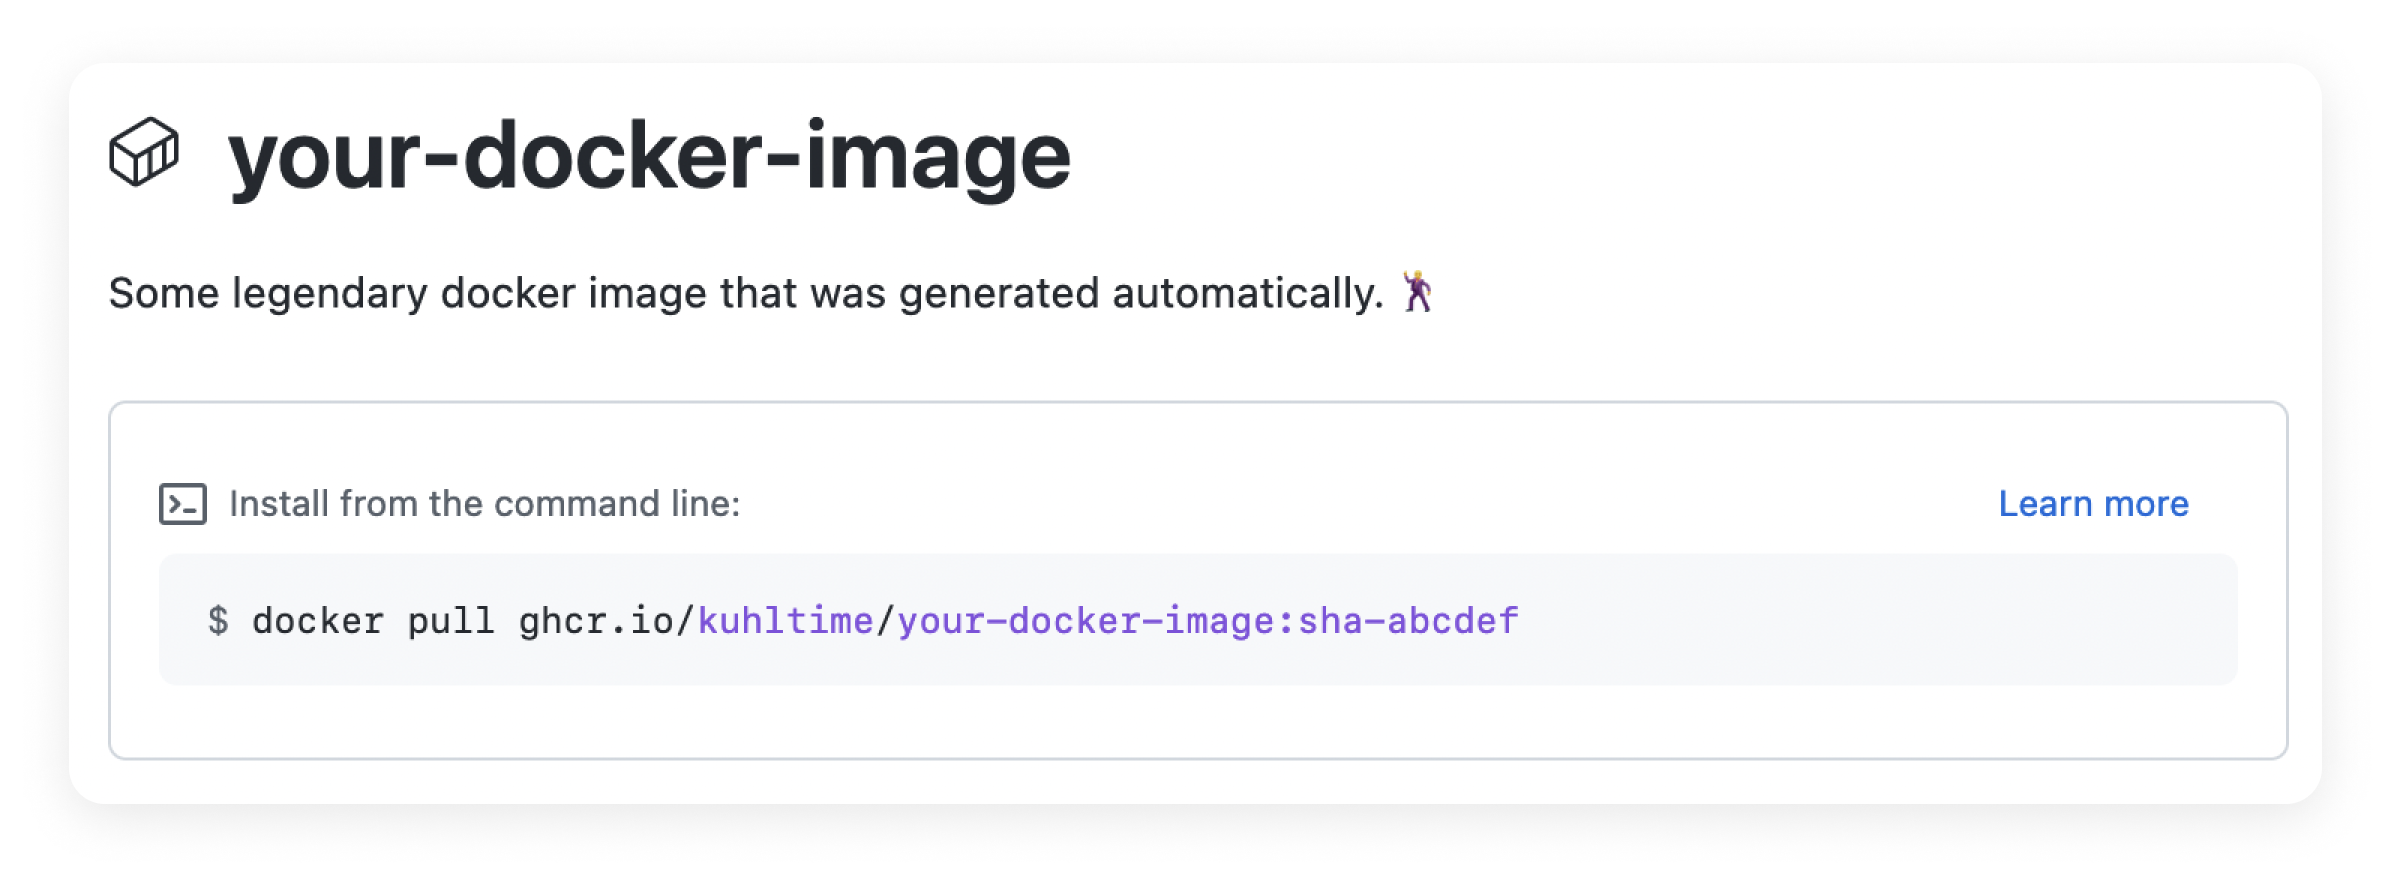 your-docker-image
Some legendary docker image that was generated automatically. 🕺
Install from the command line:
Learn more
$ docker pull ghcr.io/kuhltime/your-docker-image:sha-abcdef